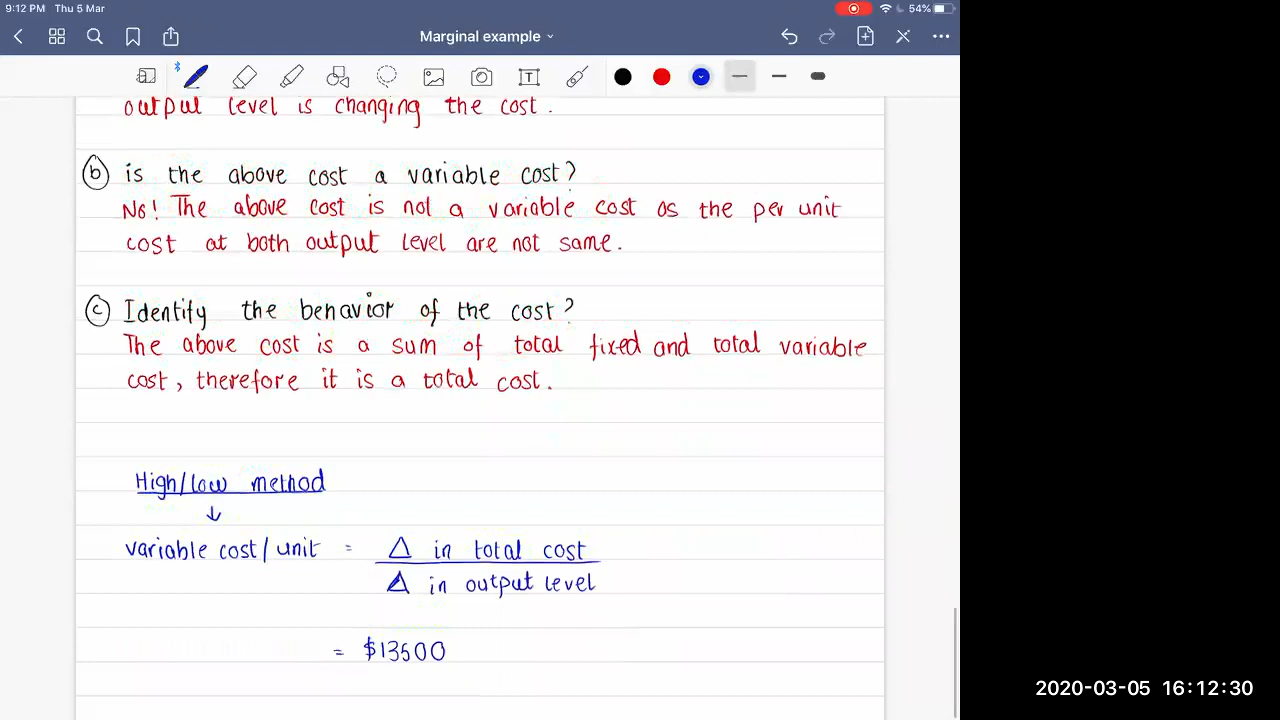 9:12 PM Thu 5 Mar
54%
Marginal example
T
output level is changing the cost.
(b) is the above cost a variable cost?
No! The above cost is not a variable cost as the per unit
cost at both output level are not same.
(c) Identify the behavior of the cost?
The above cost is a sum of total fixed and total variable
cost, therefore it is a total cost.
High/low method
↓
variable cost/unit = Δ in total cost
Δ in output level
= $13500
2020-03-05 16:12:30